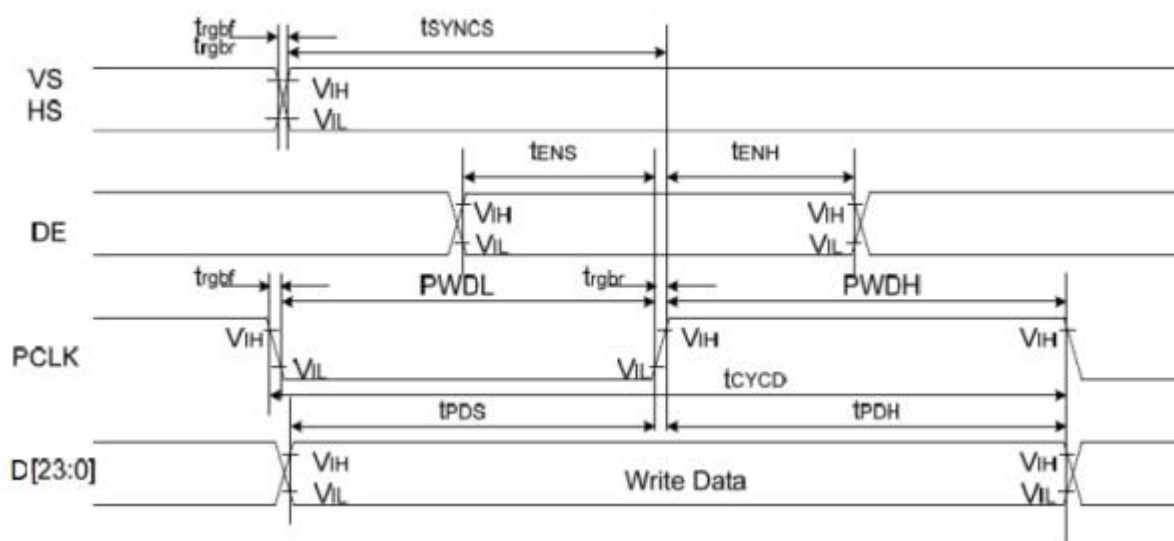 trgbf
trgbr
tSYNCS
VS
HS
VIH
VIL
tENS
tENH
DE
VIH
VIL
VIH
VIL
trgbf
PWDL
trgbr
PWDH
PCLK
VIH
VIL
VIL
VIH
VIH
tCYCD
tPDS
tPDH
D[23:0]
VIH
VIL
Write Data
VIH
VIL